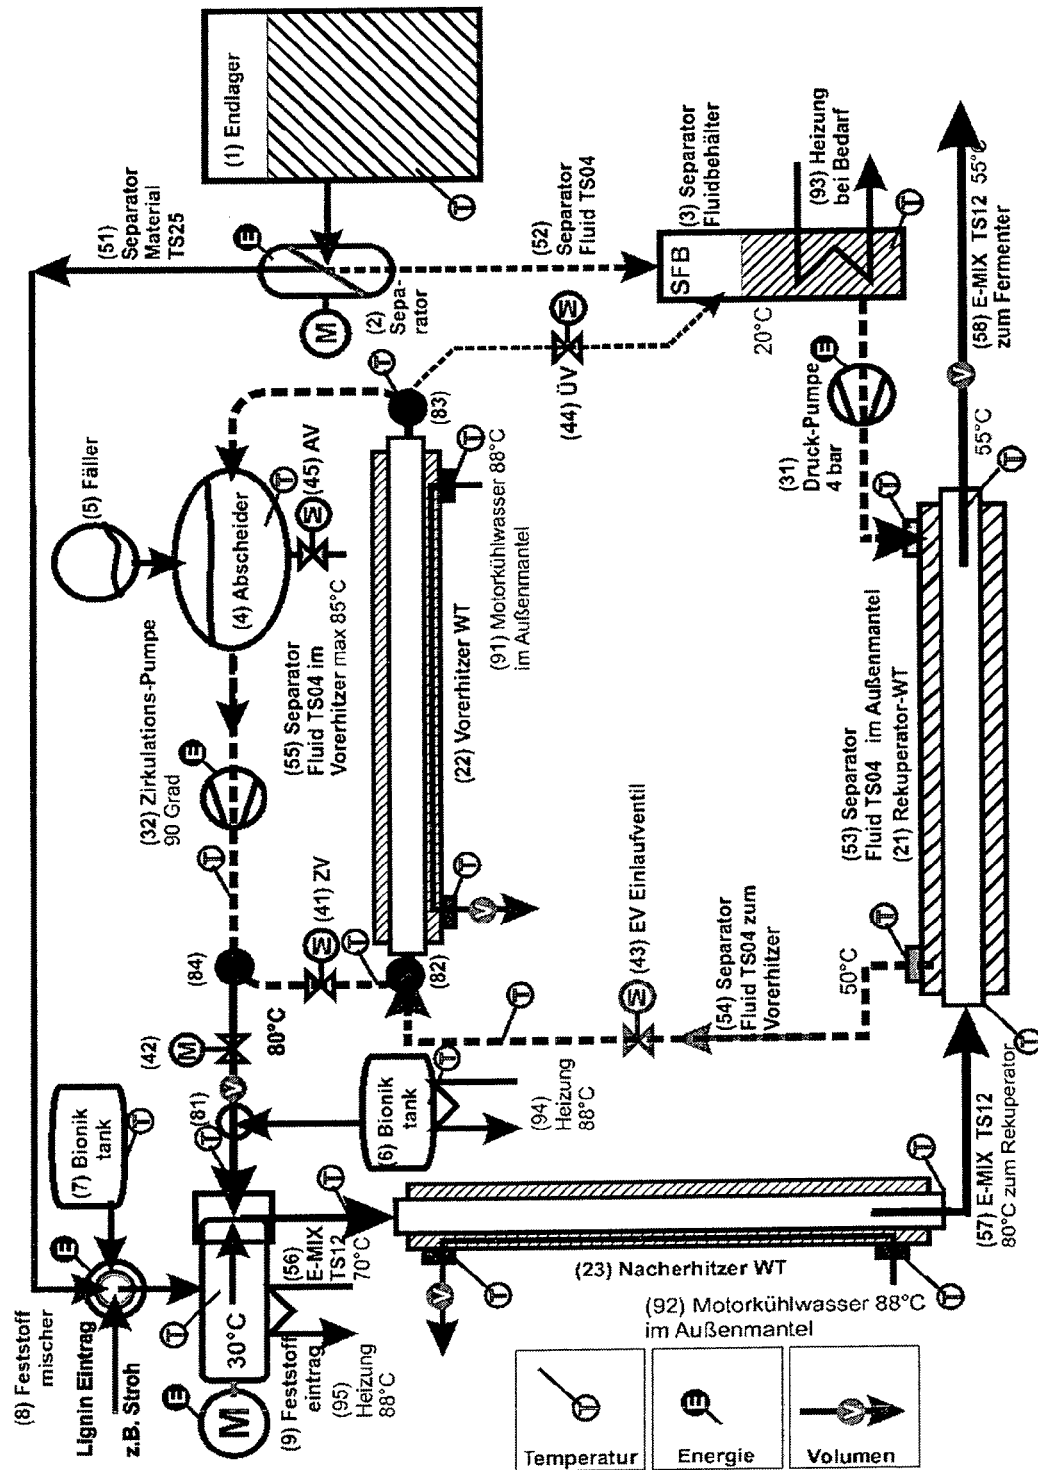 (1) Endlager
(51)
Separator
Material
TS25
E
M
(2)
Sepa-
rator
T
(52)
Separator
Fluid TS04
(3) Separator
Fluidbehälter
SFB
(93) Heizung
bei Bedarf
T
20°C
(44) ÜV
M
(31)
Druck-Pumpe
4 bar
E
T
(58) E-MIX TS12 55°C
zum Fermenter
V
55°C
T
(5) Fäller
(4) Abscheider
T
(45) AV
M
T
(83)
(32) Zirkulations-Pumpe
90 Grad
E
T
(55) Separator
Fluid TS04 im
Vorerhitzer max 85°C
(91) Motorkühlwasser 88°C
im Außenmantel
T
(22) Vorerhitzer WT
T
V
(84)
(41) ZV
M
T
(82)
80°C
(42)
M
V
(81)
T
(43) EV Einlaufventil
M
T
(54) Separator
Fluid TS04 zum
Vorerhitzer
(53) Separator
Fluid TS04 im Außenmantel
(21) Rekuperator-WT
T
50°C
T
(7) Bionik
tank
T
(6) Bionik
tank
T
(94)
Heizung
88°C
(8) Feststoff
mischer
E
Lignin Eintrag
z.B. Stroh
T
30°C
M
E
(9) Feststoff
eintrag
(95)
Heizung
88°C
(56)
E-MIX
TS12
70°C
T
(23) Nacherhitzer WT
T
V
T
T
(57) E-MIX TS12
80°C zum Rekuperator
(92) Motorkühlwasser 88°C
im Außenmantel
T
Temperatur
E
Energie
V
Volumen